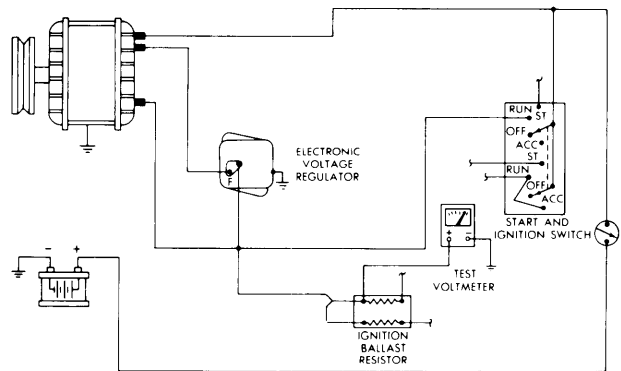 RUN
ST
OFF
ACC
ST
RUN
OFF
ACC
START AND
IGNITION SWITCH
ELECTRONIC
VOLTAGE
REGULATOR
F
+ -
TEST
VOLTMETER
- +
IGNITION
BALLAST
RESISTOR